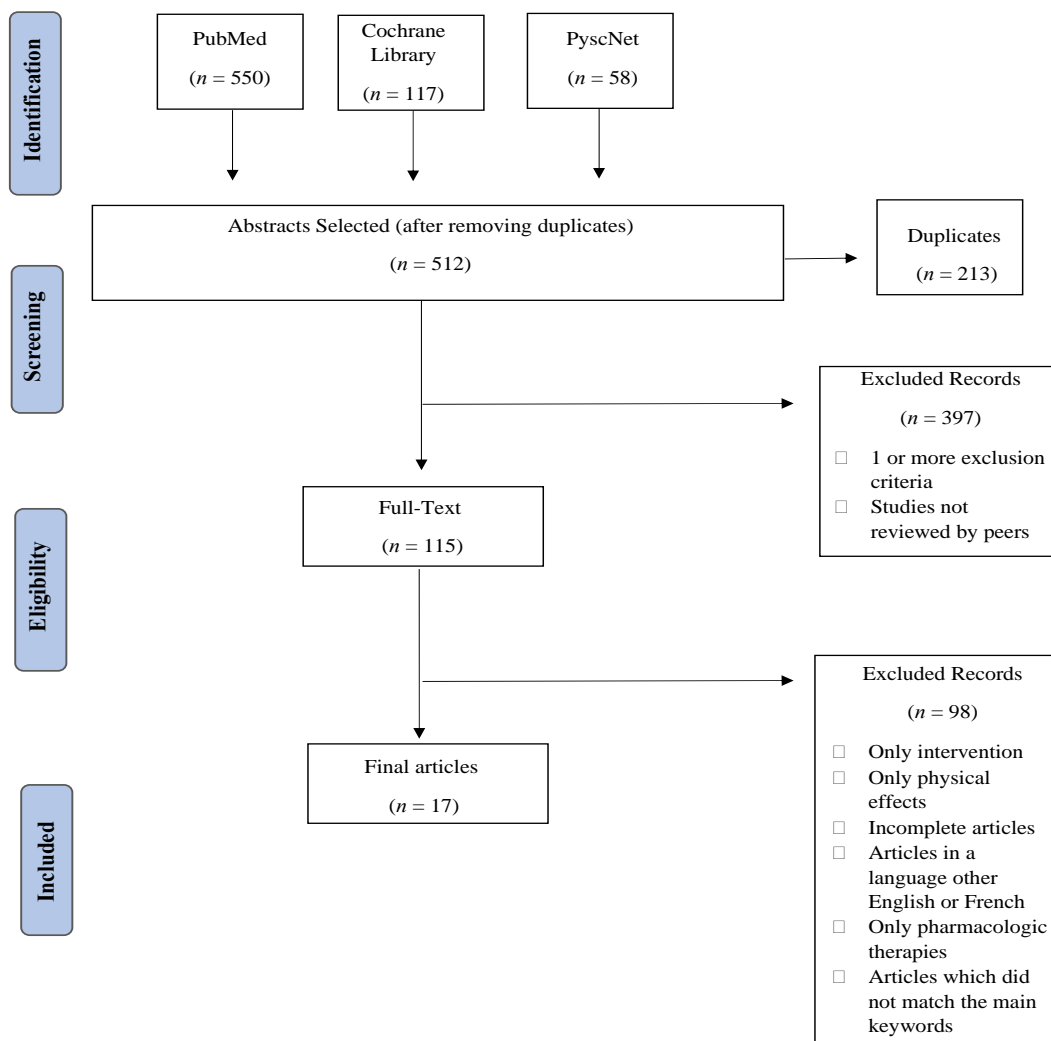 Identification
PubMed
(n = 550)
Cochrane
Library
(n = 117)
PyscNet
(n = 58)
Abstracts Selected (after removing duplicates)
(n = 512)
Duplicates
(n = 213)
Screening
Excluded Records
(n = 397)
□ 1 or more exclusion
criteria
□ Studies not
reviewed by peers
Eligibility
Full-Text
(n = 115)
Excluded Records
(n = 98)
□ Only intervention
□ Only physical
effects
□ Incomplete articles
□ Articles in a
language other
English or French
□ Only pharmacologic
therapies
□ Articles which did
not match the main
keywords
Included
Final articles
(n = 17)